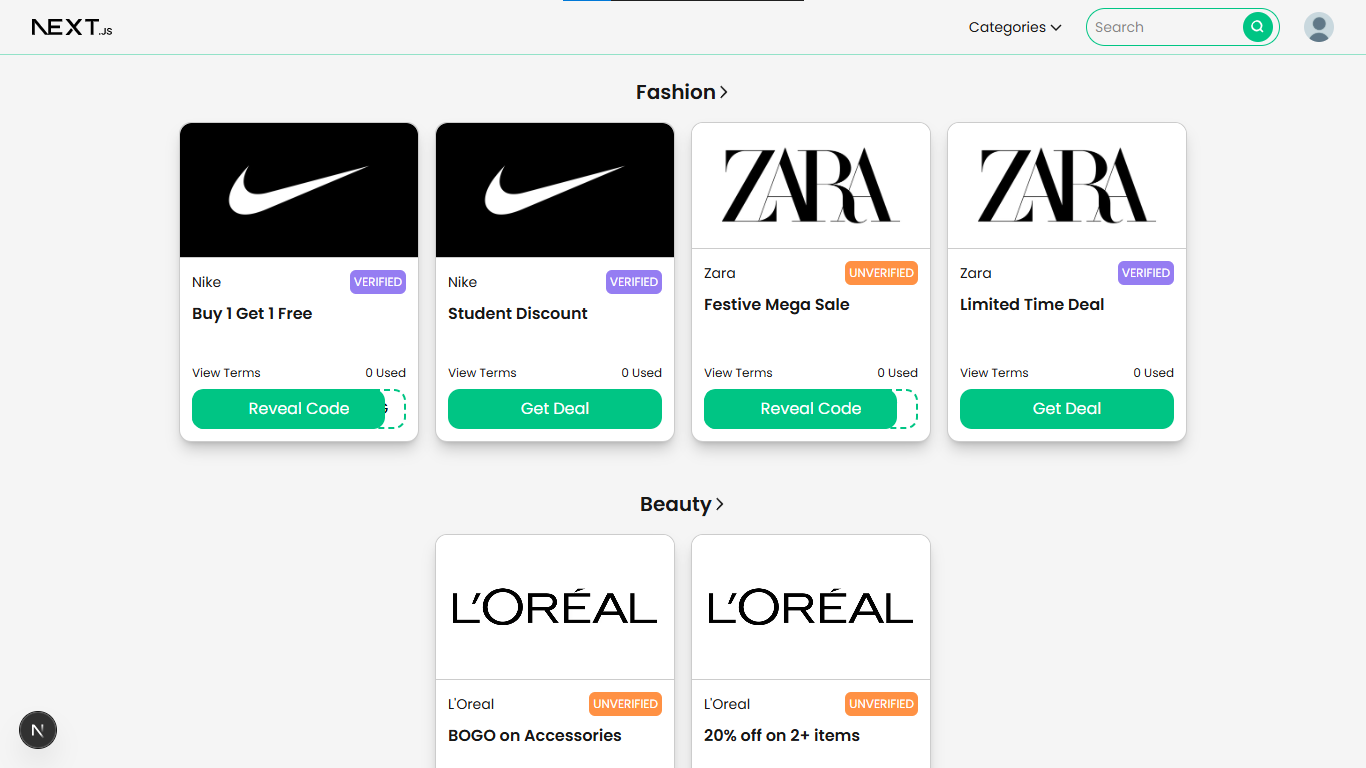 NEXT.JS
Categories
Search
Fashion
ZARA
ZARA
Nike
VERIFIED
Buy 1 Get 1 Free
View Terms
0 Used
Reveal Code
Nike
VERIFIED
Student Discount
View Terms
0 Used
Get Deal
Zara
UNVERIFIED
Festive Mega Sale
View Terms
0 Used
Reveal Code
Zara
VERIFIED
Limited Time Deal
View Terms
0 Used
Get Deal
Beauty
L'ORÉAL
L'ORÉAL
L'Oreal
UNVERIFIED
BOGO on Accessories
L'Oreal
UNVERIFIED
20% off on 2+ items
N